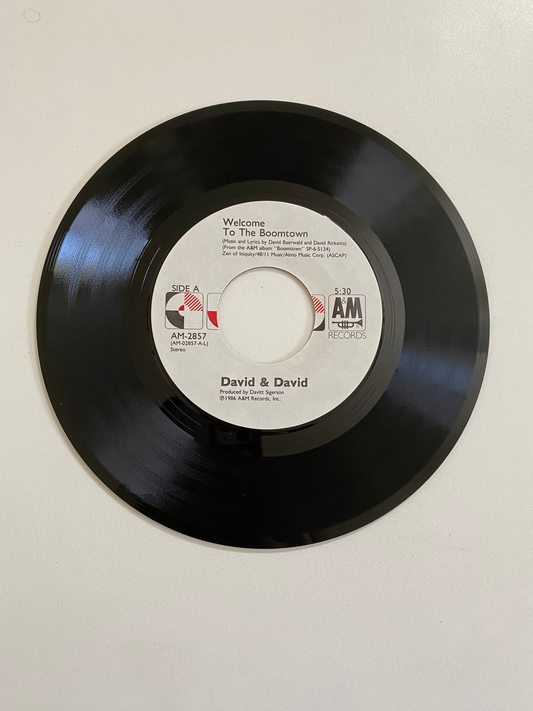 Welcome
To The Boomtown
(Music and Lyrics by David Baerwald and David Ricketts)
(From the A&M album "Boomtown" SP-6-5134)
Zen of Iniquity/48/11 Music/Almo Music Corp. (ASCAP)
SIDE A
5:30
A&M
RECORDS
AM-2857
(AM-02857-A-L)
Stereo
David & David
Produced by Davitt Sigerson
℗1986 A&M Records, Inc.